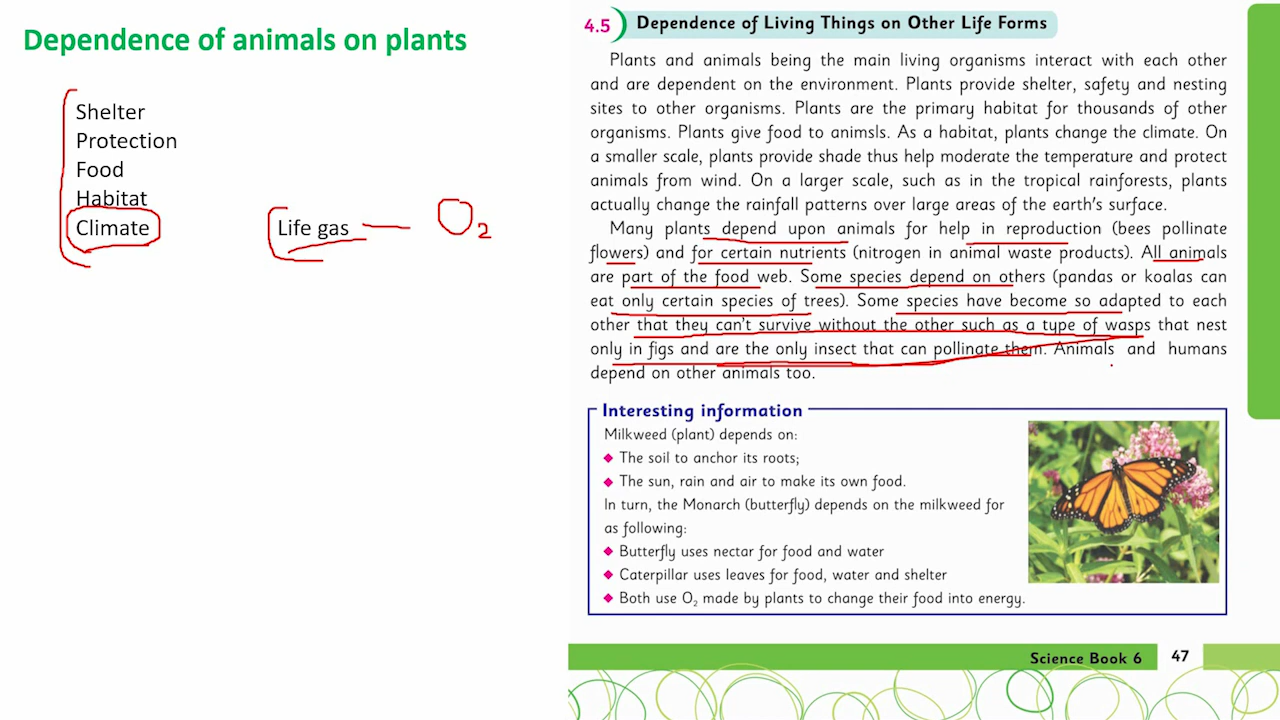 Dependence of animals on plants
Shelter
Protection
Food
Habitat
Climate
Life gas
O2
4.5 Dependence of Living Things on Other Life Forms
Plants and animals being the main living organisms interact with each other
and are dependent on the environment. Plants provide shelter, safety and nesting
sites to other organisms. Plants are the primary habitat for thousands of other
organisms. Plants give food to animsls. As a habitat, plants change the climate. On
a smaller scale, plants provide shade thus help moderate the temperature and protect
animals from wind. On a larger scale, such as in the tropical rainforests, plants
actually change the rainfall patterns over large areas of the earth's surface.
Many plants depend upon animals for help in reproduction (bees pollinate
flowers) and for certain nutrients (nitrogen in animal waste products). All animals
are part of the food web. Some species depend on others (pandas or koalas can
eat only certain species of trees). Some species have become so adapted to each
other that they can't survive without the other such as a type of wasps that nest
only in figs and are the only insect that can pollinate them. Animals and humans
depend on other animals too.
Interesting information
Milkweed (plant) depends on:
◆ The soil to anchor its roots;
◆ The sun, rain and air to make its own food.
In turn, the Monarch (butterfly) depends on the milkweed for
as following:
◆ Butterfly uses nectar for food and water
◆ Caterpillar uses leaves for food, water and shelter
◆ Both use O₂ made by plants to change their food into energy.
Science Book 6 47